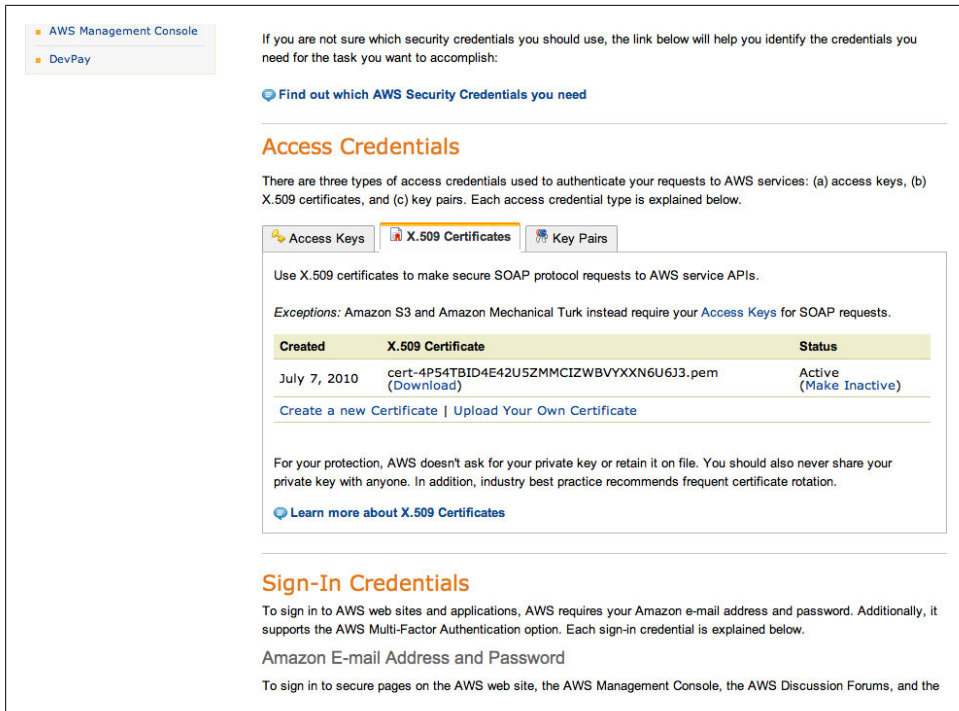 AWS Management Console
DevPay
If you are not sure which security credentials you should use, the link below will help you identify the credentials you
need for the task you want to accomplish:
Find out which AWS Security Credentials you need
Access Credentials
There are three types of access credentials used to authenticate your requests to AWS services: (a) access keys, (b)
X.509 certificates, and (c) key pairs. Each access credential type is explained below.
Access Keys X.509 Certificates Key Pairs
Use X.509 certificates to make secure SOAP protocol requests to AWS service APIs.
Exceptions: Amazon S3 and Amazon Mechanical Turk instead require your Access Keys for SOAP requests.
Created X.509 Certificate Status
July 7, 2010 cert-4P54TBID4E42U5ZMMCIZWBVYXXN6U6J3.pem Active
(Download) (Make Inactive)
Create a new Certificate | Upload Your Own Certificate
For your protection, AWS doesn't ask for your private key or retain it on file. You should also never share your
private key with anyone. In addition, industry best practice recommends frequent certificate rotation.
Learn more about X.509 Certificates
Sign-In Credentials
To sign in to AWS web sites and applications, AWS requires your Amazon e-mail address and password. Additionally, it
supports the AWS Multi-Factor Authentication option. Each sign-in credential is explained below.
Amazon E-mail Address and Password
To sign in to secure pages on the AWS web site, the AWS Management Console, the AWS Discussion Forums, and the